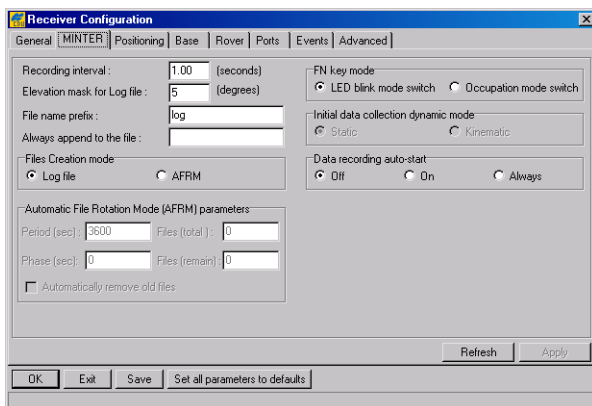 Receiver Configuration
General MINTER Positioning Base Rover Ports Events Advanced
Recording interval : 1.00 (seconds)
Elevation mask for Log file : 5 (degrees)
File name prefix : log
Always append to the file :
Files Creation mode
Log file AFRM
Automatic File Rotation Mode (AFRM) parameters
Period (sec) : 3600 Files (total ) : 0
Phase (sec): 0 Files (remain) : 0
Automatically remove old files
FN key mode
LED blink mode switch Occupation mode switch
Initial data collection dynamic mode
Static Kinematic
Data recording auto-start
Off On Always
Refresh Apply
OK Exit Save Set all parameters to defaults